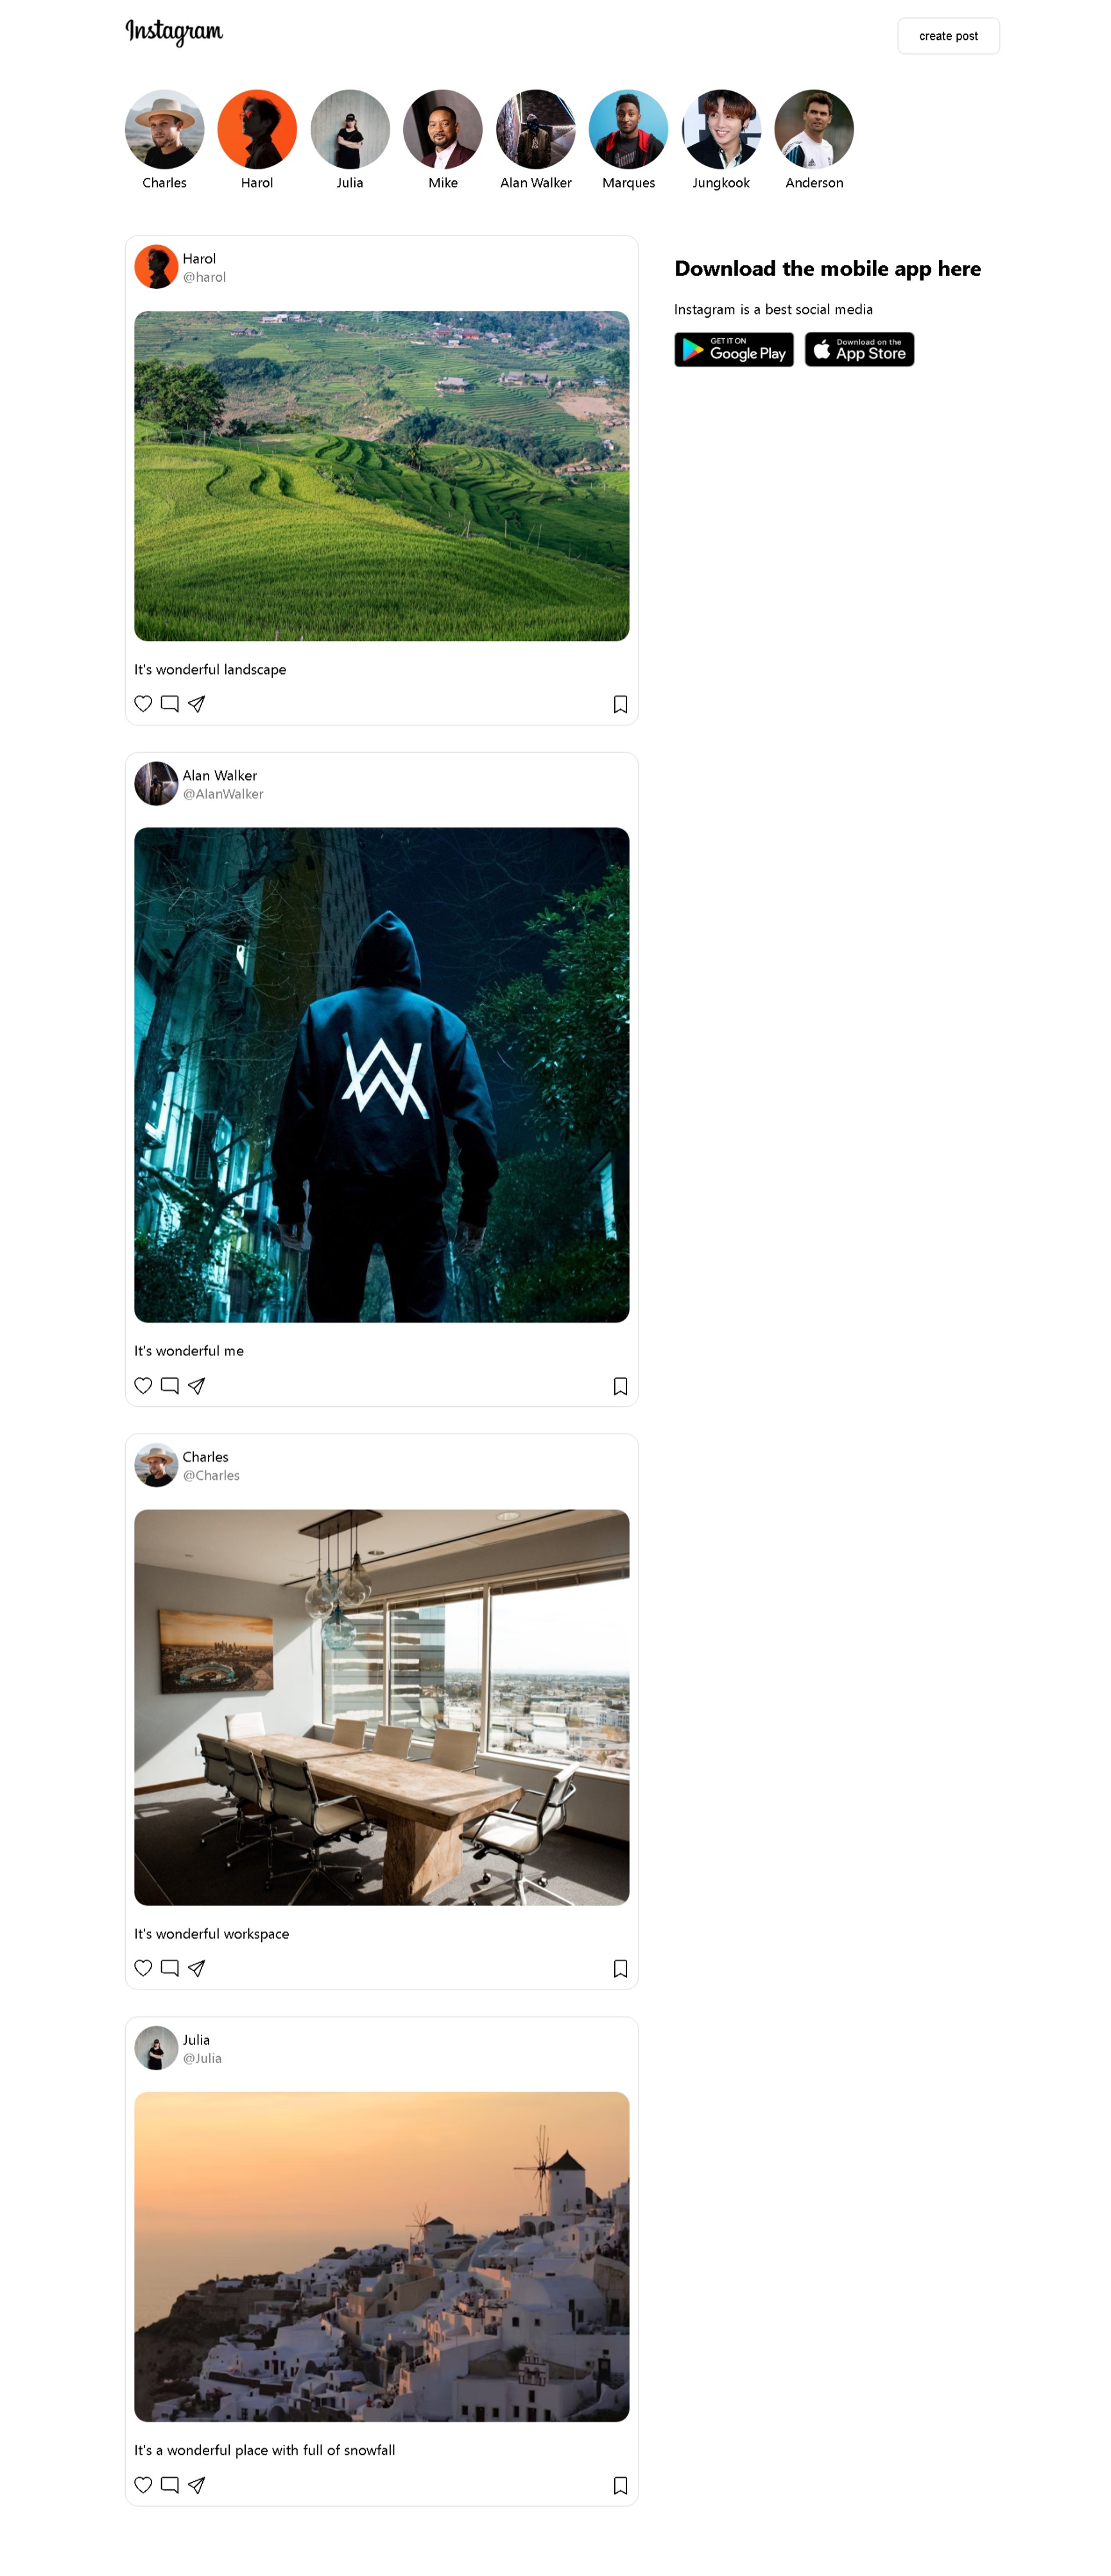 Instagram
create post
Charles
Harol
Julia
Mike
Alan Walker
Marques
Jungkook
Anderson
Harol
@harol
Download the mobile app here
Instagram is a best social media
GET IT ON
Google Play
Download on the
App Store
It's wonderful landscape
Alan Walker
@AlanWalker
It's wonderful me
Charles
@Charles
It's wonderful workspace
Julia
@Julia
It's a wonderful place with full of snowfall